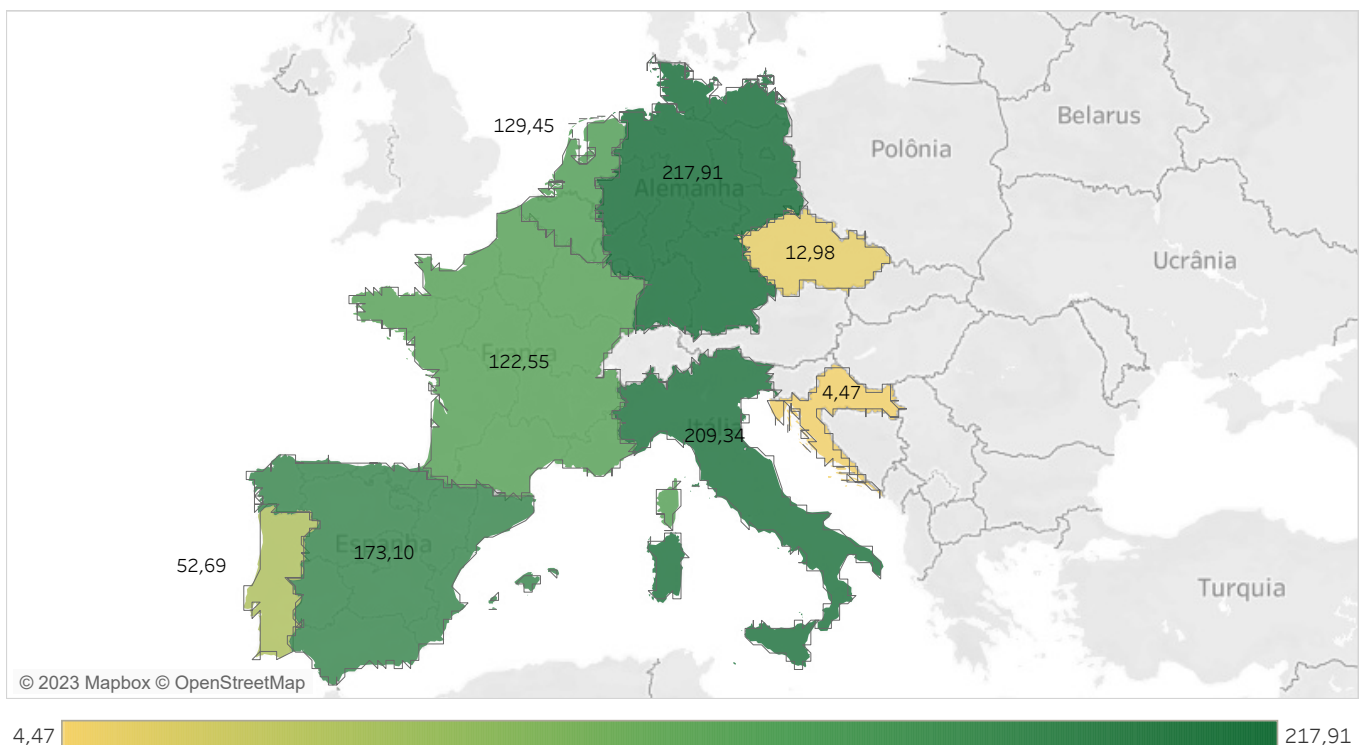 Belarus
129,45
Polônia
217,91
Alemanha
12,98
Ucrânia
França
122,55
4,47
Itália
209,34
Espanha
173,10
52,69
Turquia
© 2023 Mapbox © OpenStreetMap
4,47
217,91